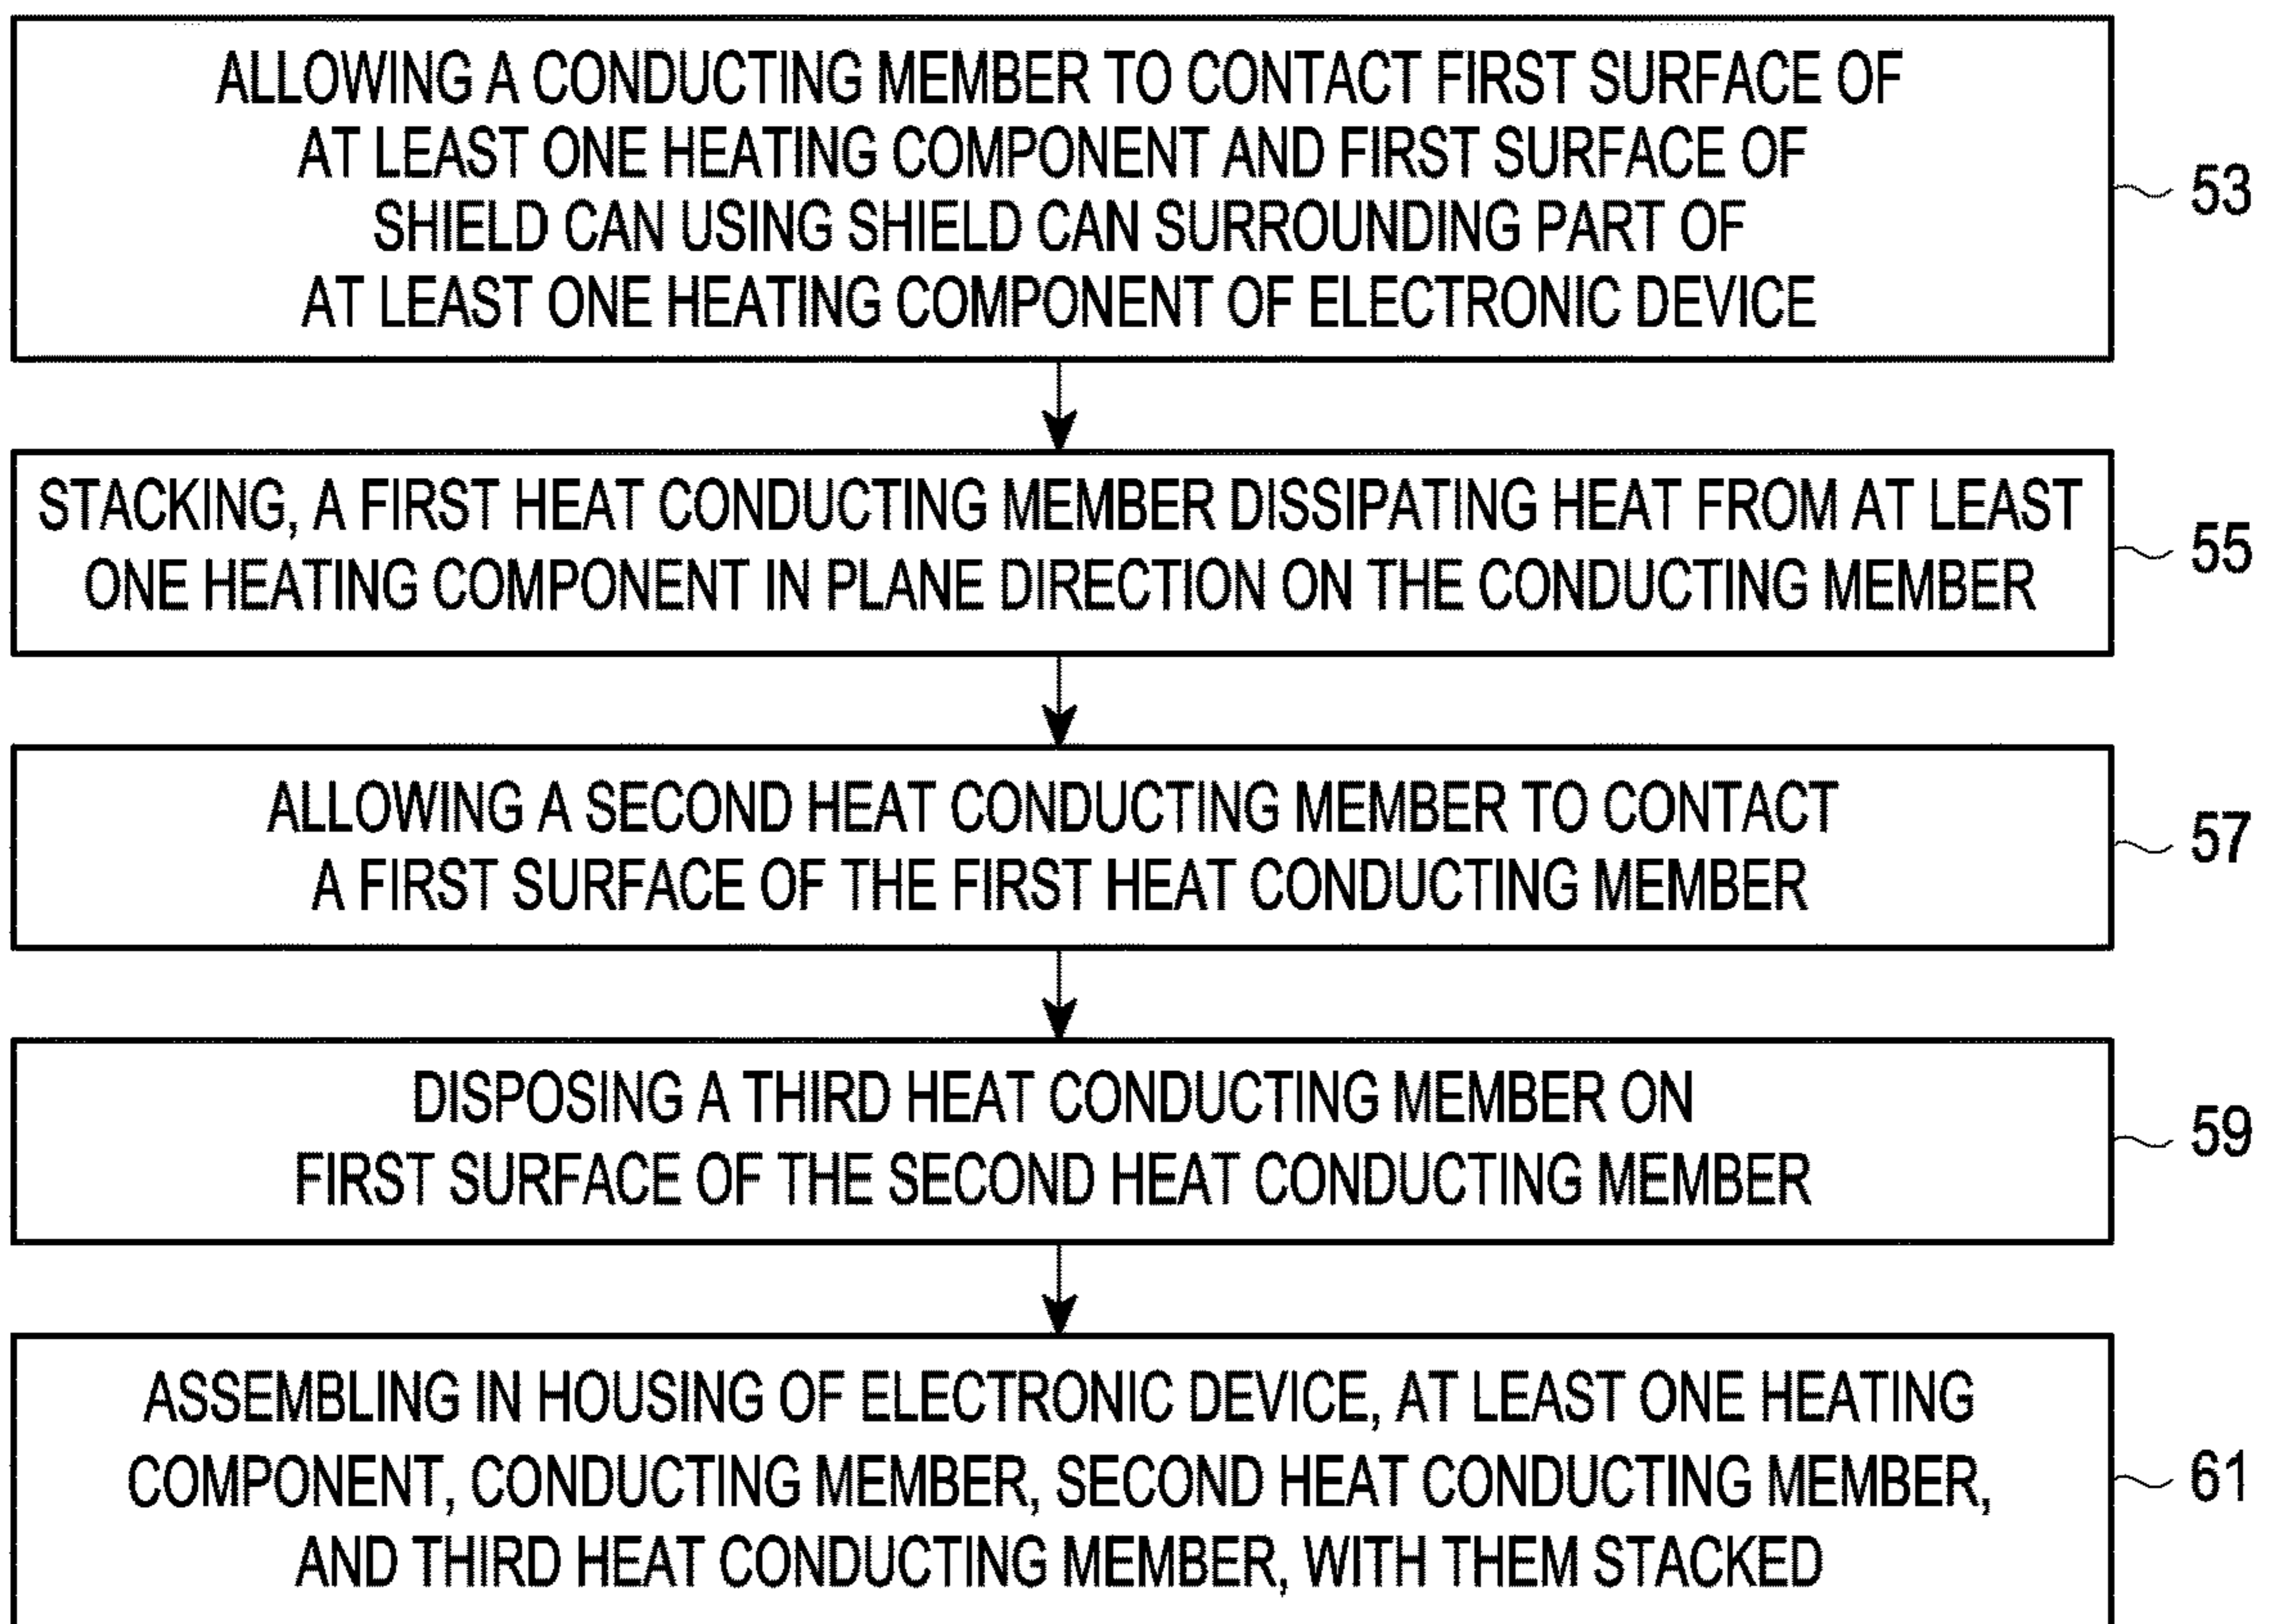 ALLOWING A CONDUCTING MEMBER TO CONTACT FIRST SURFACE OF
AT LEAST ONE HEATING COMPONENT AND FIRST SURFACE OF
SHIELD CAN USING SHIELD CAN SURROUNDING PART OF
AT LEAST ONE HEATING COMPONENT OF ELECTRONIC DEVICE
53
STACKING, A FIRST HEAT CONDUCTING MEMBER DISSIPATING HEAT FROM AT LEAST
ONE HEATING COMPONENT IN PLANE DIRECTION ON THE CONDUCTING MEMBER
55
ALLOWING A SECOND HEAT CONDUCTING MEMBER TO CONTACT
A FIRST SURFACE OF THE FIRST HEAT CONDUCTING MEMBER
57
DISPOSING A THIRD HEAT CONDUCTING MEMBER ON
FIRST SURFACE OF THE SECOND HEAT CONDUCTING MEMBER
59
ASSEMBLING IN HOUSING OF ELECTRONIC DEVICE, AT LEAST ONE HEATING
COMPONENT, CONDUCTING MEMBER, SECOND HEAT CONDUCTING MEMBER,
AND THIRD HEAT CONDUCTING MEMBER, WITH THEM STACKED
61